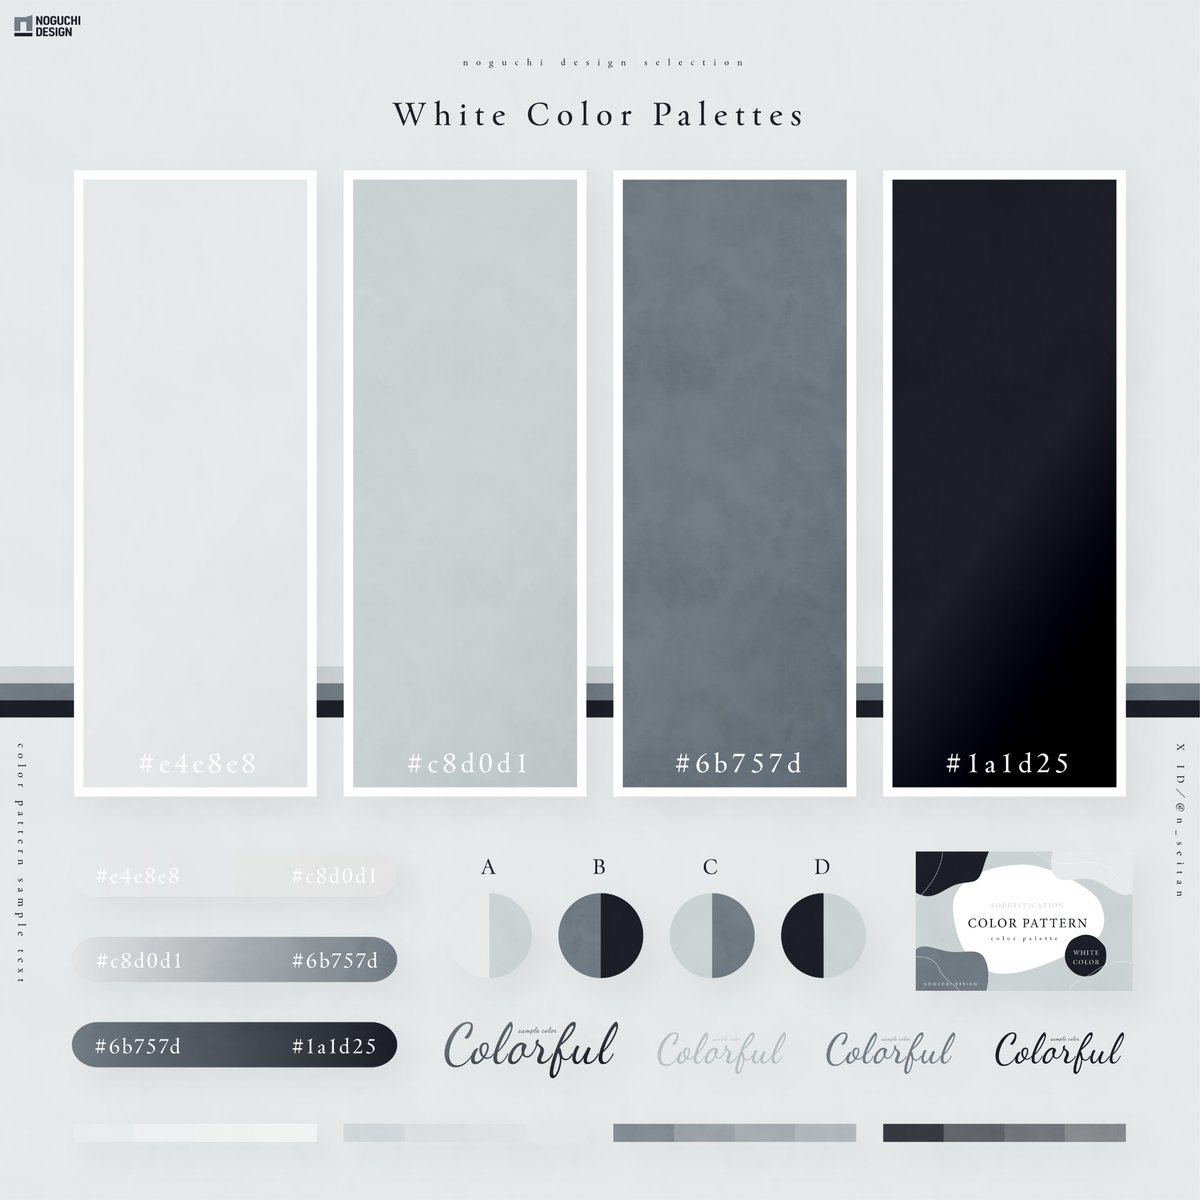 NOGUCHI
DESIGN
noguchi design selection
White Color Palettes
#e4e8e8
#c8d0d1
#6b757d
#1a1d25
color pattern sample text
X ID/@n_seitan
#e4e8e8 #c8d0d1
#c8d0d1 #6b757d
#6b757d #1a1d25
A B C D
SOPHISTICATION
COLOR PATTERN
color palette
WHITE
COLOR
NOGUCHI DESIGN
sample color
Colorful
sample color
Colorful
sample color
Colorful
sample color
Colorful